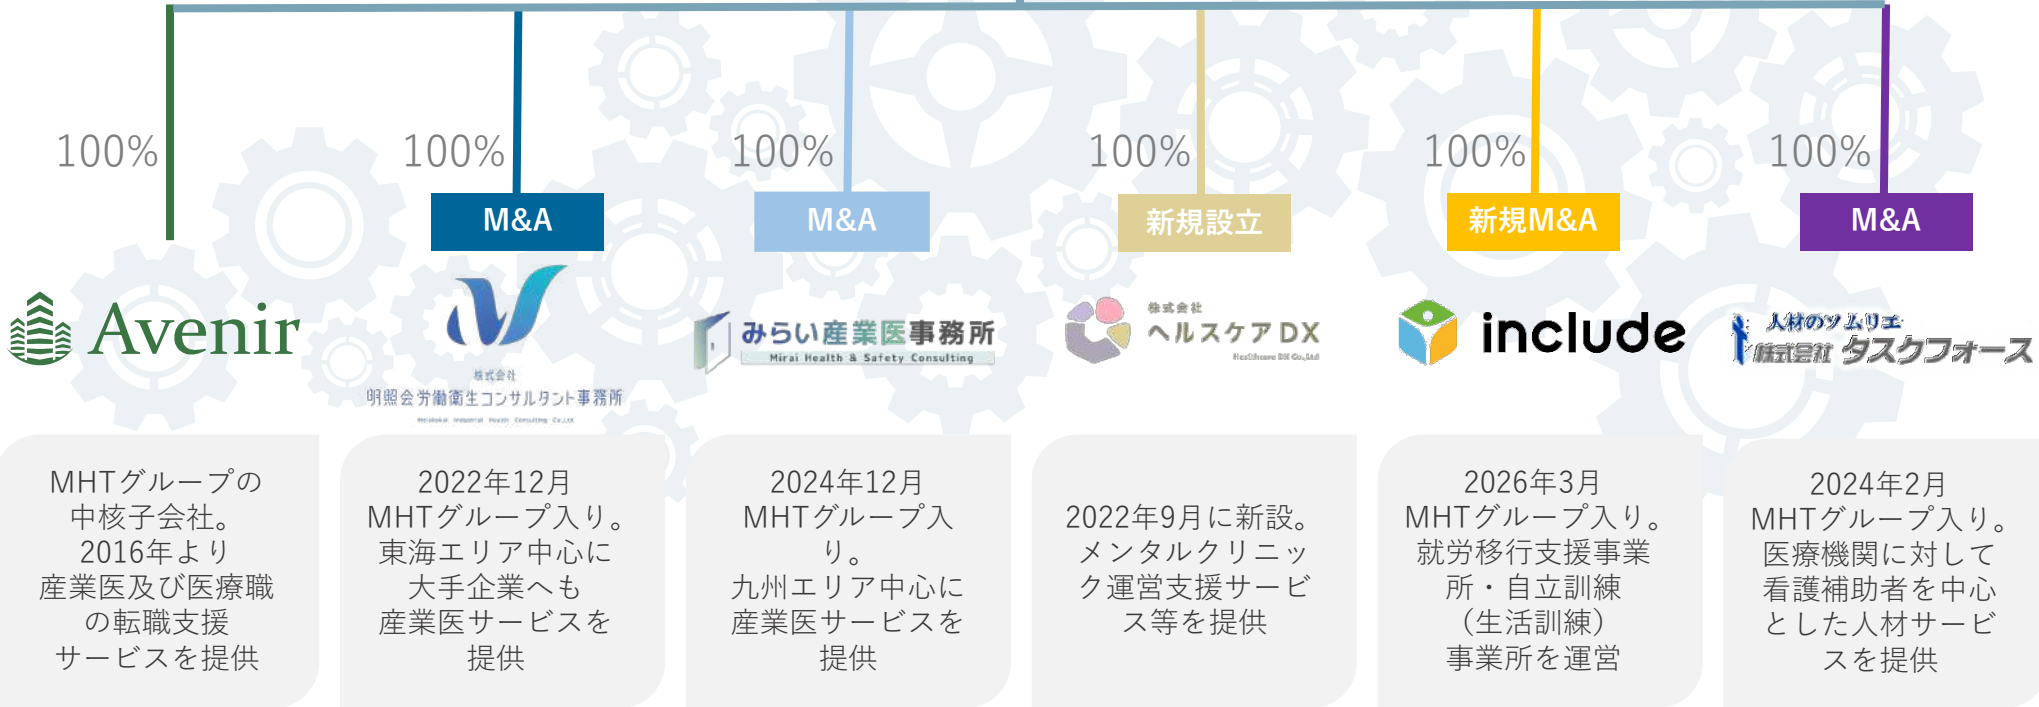 100%
100%
100%
100%
100%
100%
M&A
M&A
新規設立
新規M&A
M&A
Avenir
株式会社
明照会労働衛生コンサルタント事務所
Meishokai Industrial Health Consulting Co.,Ltd
みらい産業医事務所
Mirai Health & Safety Consulting
株式会社
ヘルスケアDX
Healthcare DX Co.,Ltd
include
人材のソムリエ
株式会社 タスクフォース
MHTグループの
中核子会社。
2016年より
産業医及び医療職
の転職支援
サービスを提供
2022年12月
MHTグループ入り。
東海エリア中心に
大手企業へも
産業医サービスを
提供
2024年12月
MHTグループ入
り。
九州エリア中心に
産業医サービスを
提供
2022年9月に新設。
メンタルクリニッ
ク運営支援サービ
ス等を提供
2026年3月
MHTグループ入り。
就労移行支援事業
所・自立訓練
（生活訓練）
事業所を運営
2024年2月
MHTグループ入り。
医療機関に対して
看護補助者を中心
とした人材サービ
スを提供